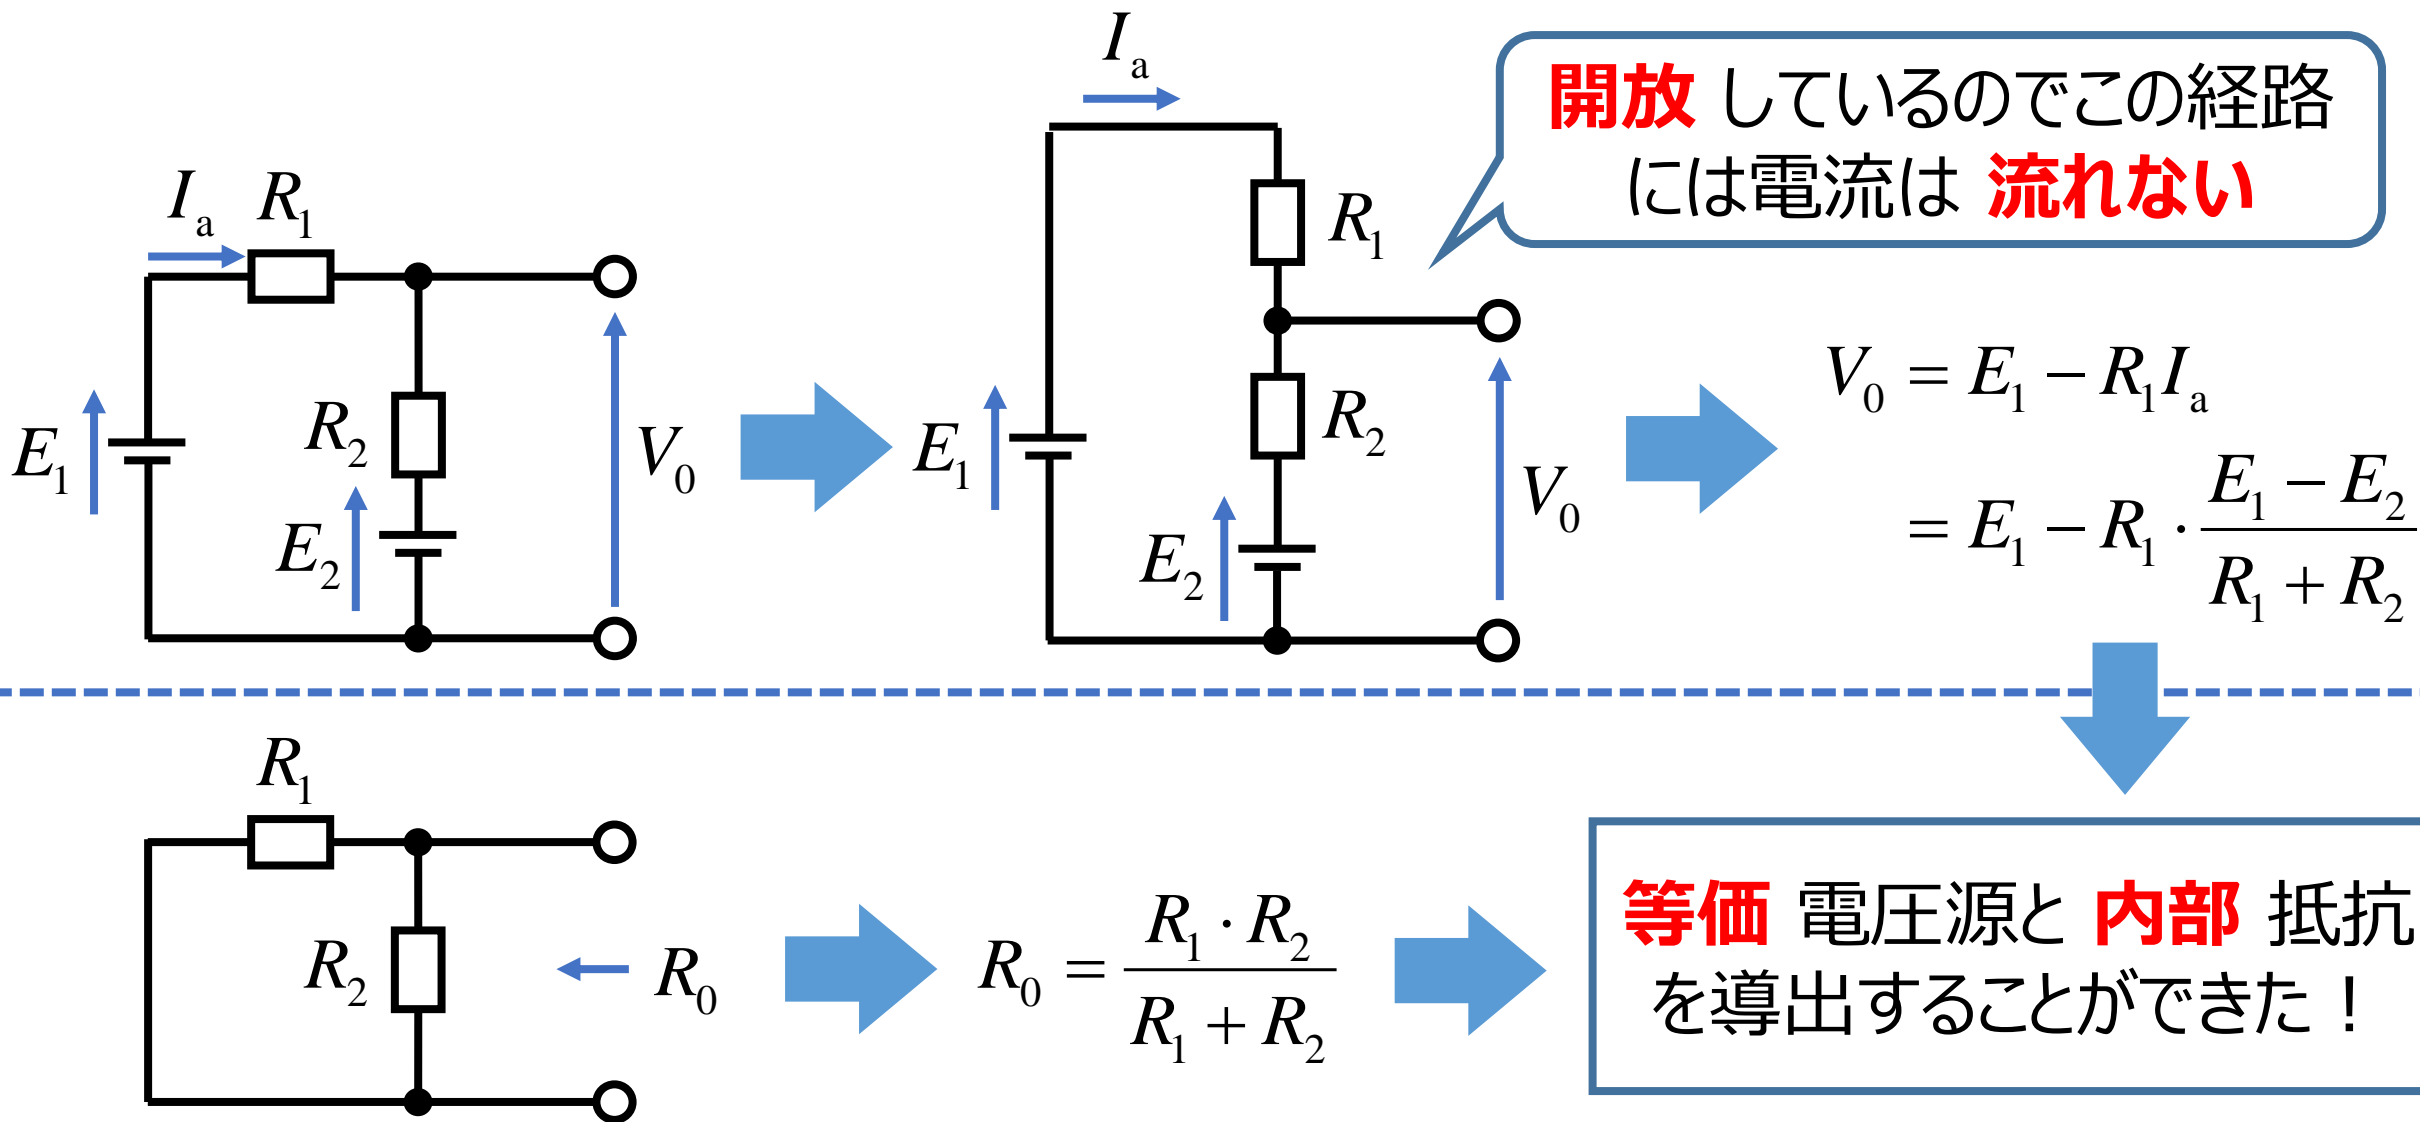 I_a
R_1
E_1
R_2
E_2
V_0
I_a
R_1
E_1
R_2
E_2
V_0
開放 しているのでこの経路
には電流は 流れない
V_0 = E_1 − R_1 I_a
= E_1 − R_1 · (E_1 − E_2) / (R_1 + R_2)
R_1
R_2
R_0
R_0 = (R_1 · R_2) / (R_1 + R_2)
等価 電圧源と 内部 抵抗
を導出することができた！